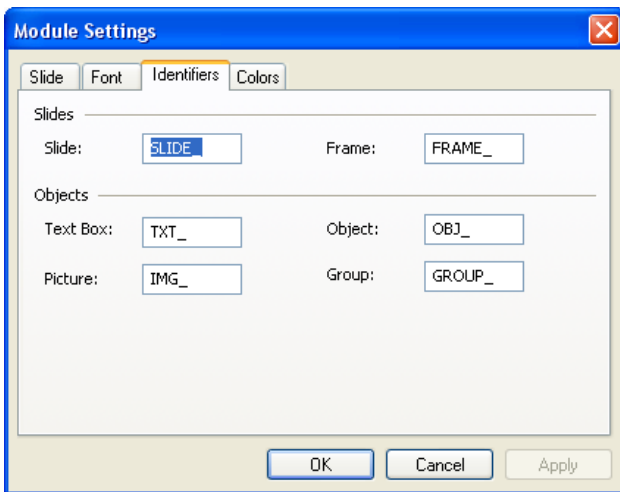 Module Settings
Slide Font Identifiers Colors
Slides
Slide: SLIDE_ Frame: FRAME_
Objects
Text Box: TXT_ Object: OBJ_
Picture: IMG_ Group: GROUP_
OK Cancel Apply